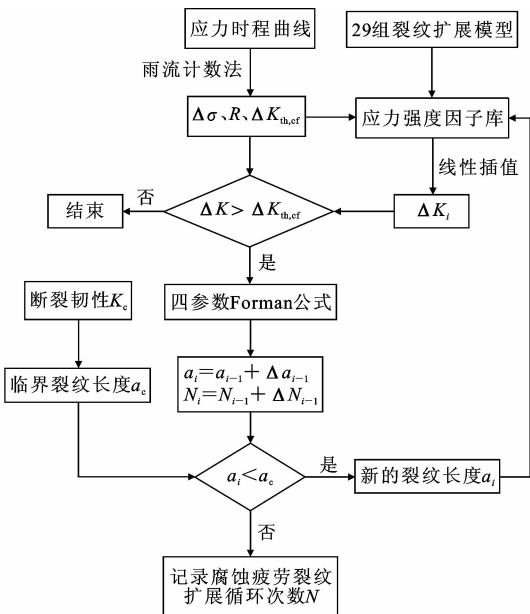 应力时程曲线
29组裂纹扩展模型
雨流计数法
Δσ、R、ΔK_th,cf
应力强度因子库
线性插值
否
结束
ΔK > ΔK_th,cf
ΔK_i
是
断裂韧性K_c
四参数Forman公式
临界裂纹长度a_c
a_i=a_{i-1}+ Δa_{i-1}
N_i=N_{i-1}+ ΔN_{i-1}
a_i<a_c
是
新的裂纹长度a_i
否
记录腐蚀疲劳裂纹
扩展循环次数N